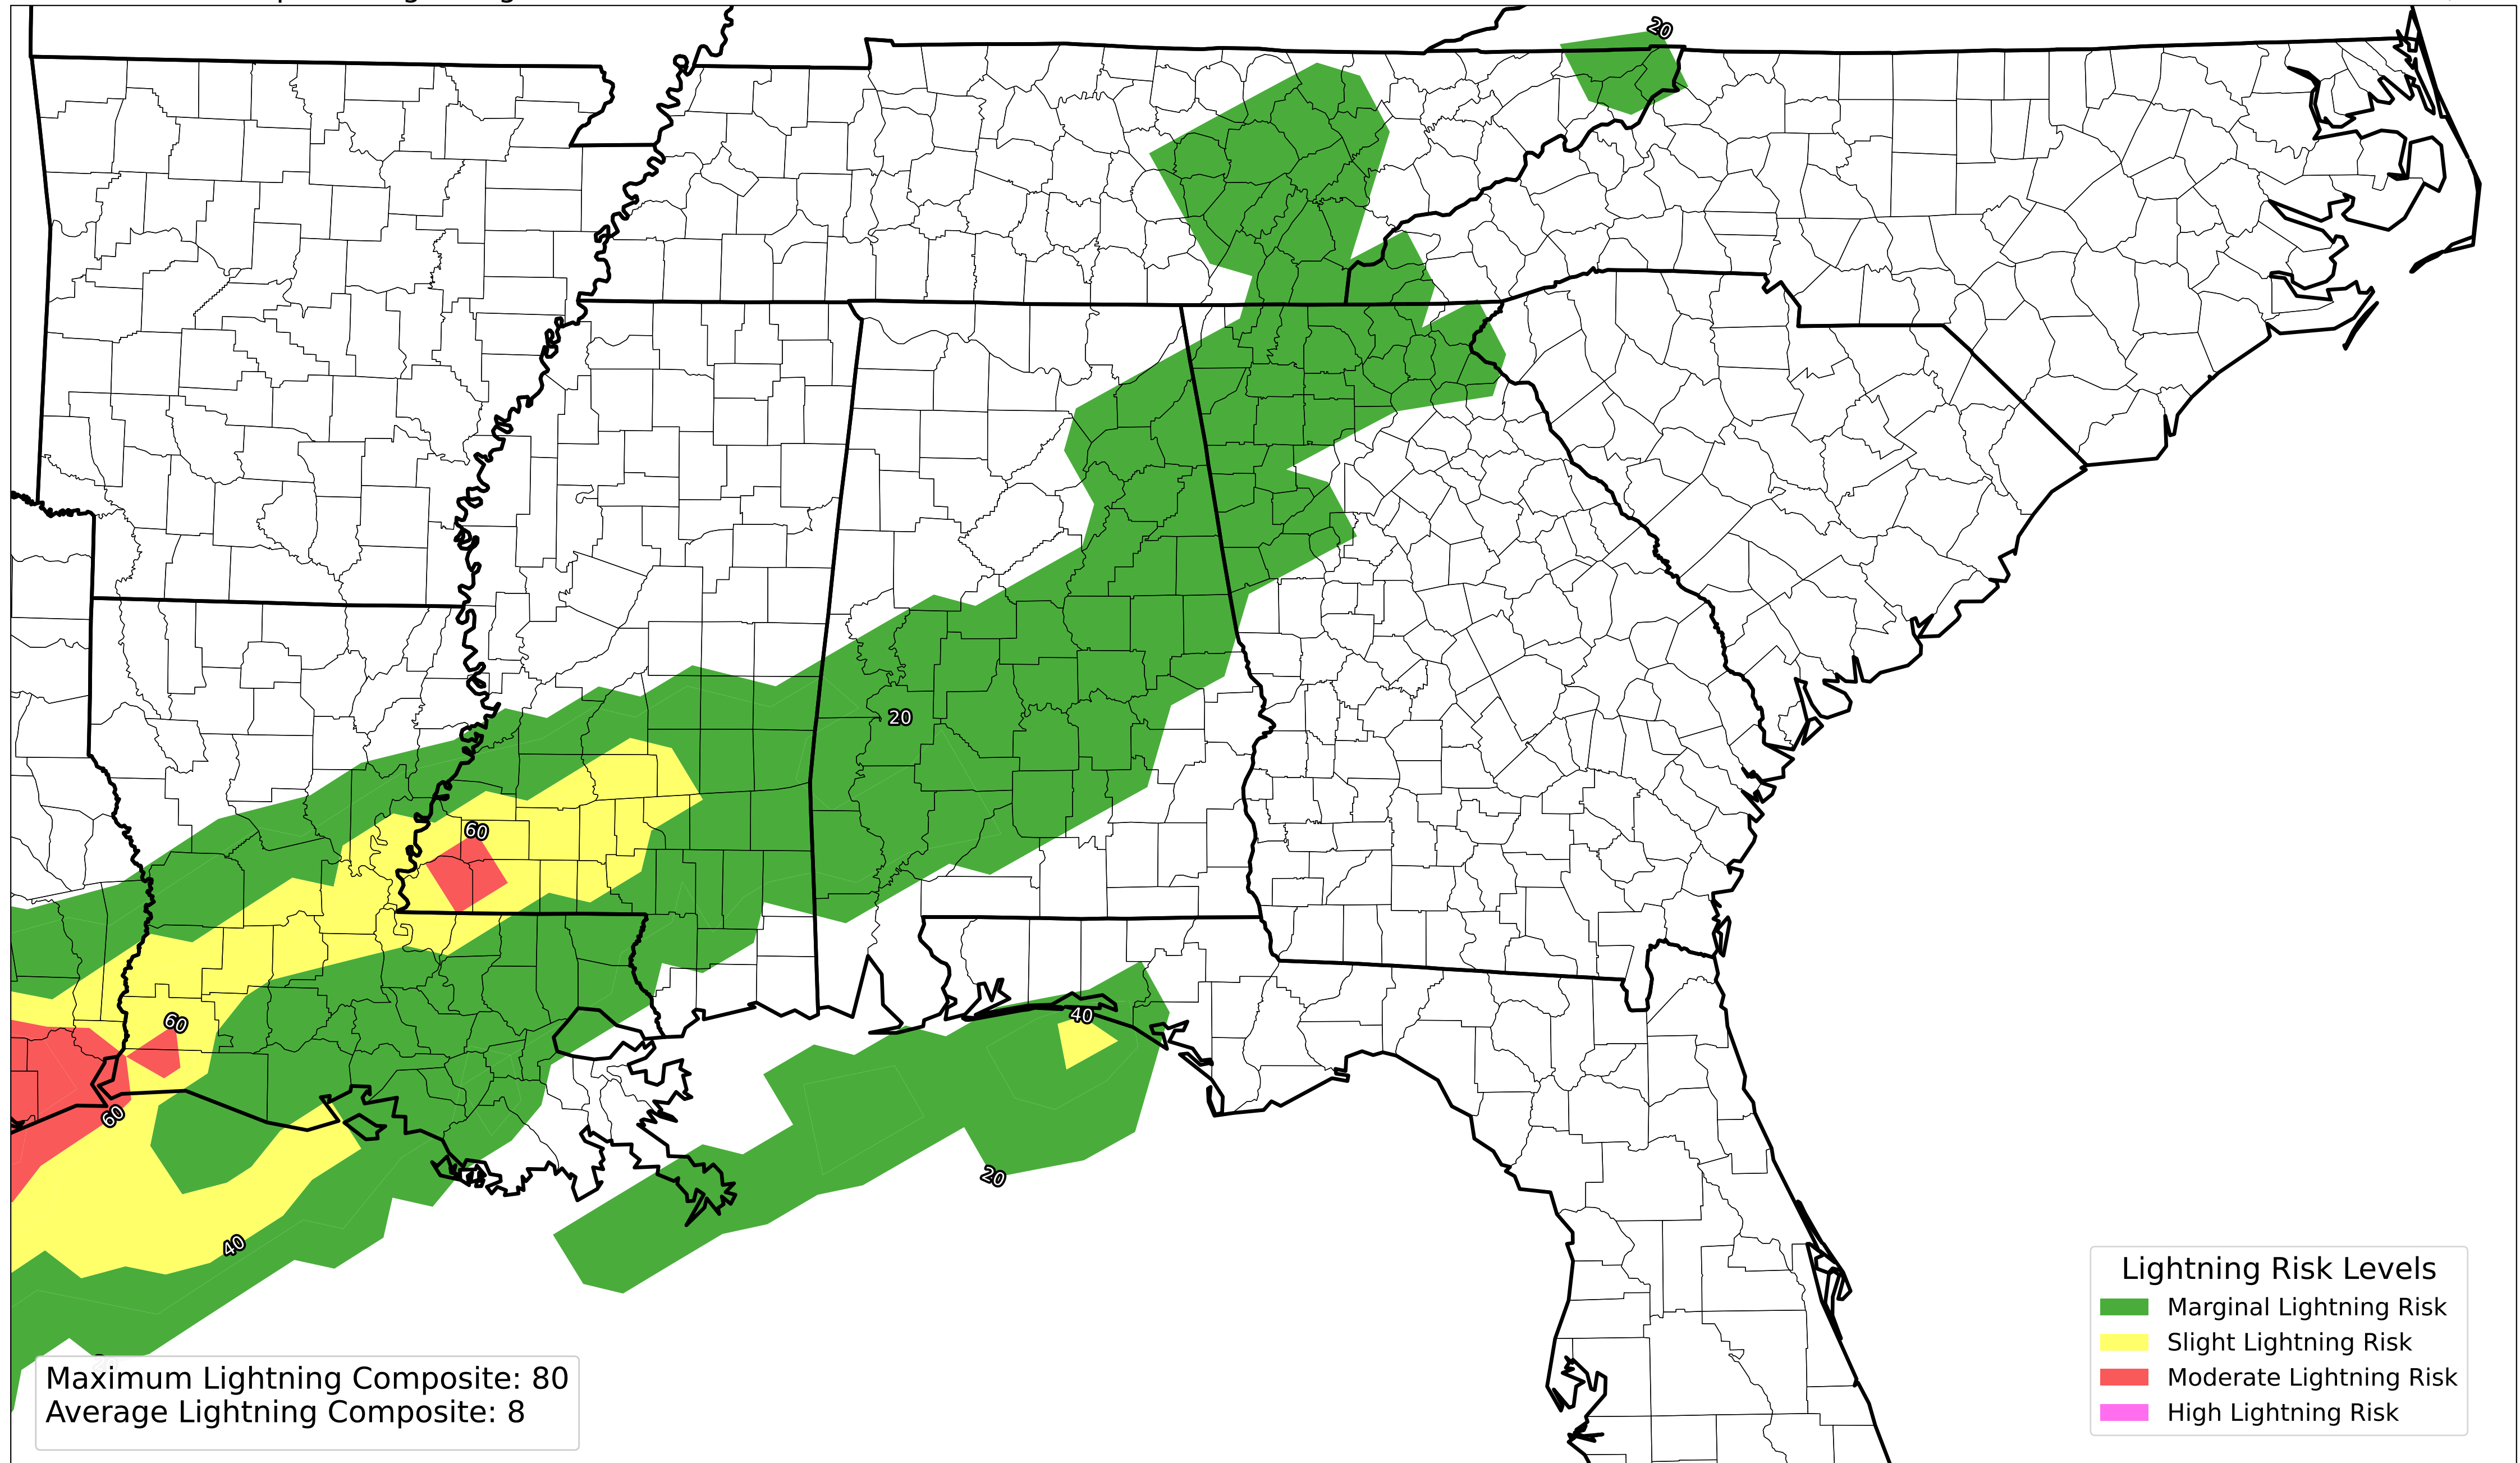 20
20
60
60
40
60
20
40
Lightning Risk Levels
Marginal Lightning Risk
Slight Lightning Risk
Moderate Lightning Risk
High Lightning Risk
Maximum Lightning Composite: 80
Average Lightning Composite: 8